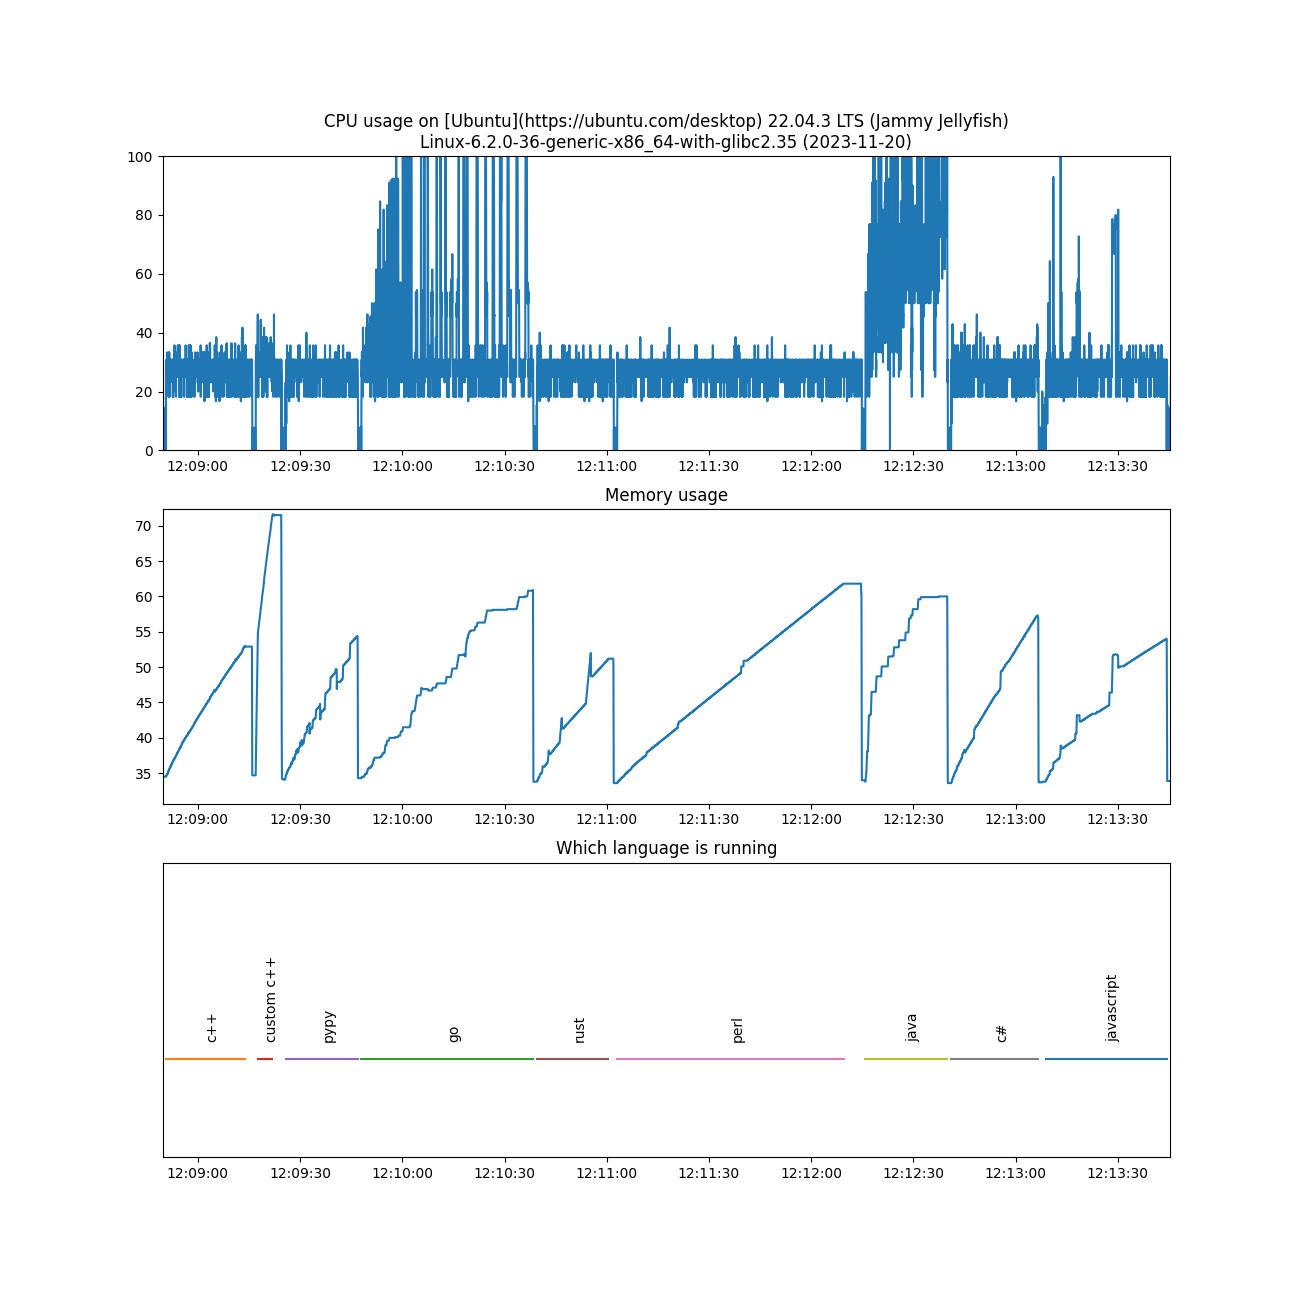 CPU usage on [Ubuntu](https://ubuntu.com/desktop) 22.04.3 LTS (Jammy Jellyfish)
Linux-6.2.0-36-generic-x86_64-with-glibc2.35 (2023-11-20)
100
80
60
40
20
0
12:09:00 12:09:30 12:10:00 12:10:30 12:11:00 12:11:30 12:12:00 12:12:30 12:13:00 12:13:30
Memory usage
70
65
60
55
50
45
40
35
12:09:00 12:09:30 12:10:00 12:10:30 12:11:00 12:11:30 12:12:00 12:12:30 12:13:00 12:13:30
Which language is running
c++
custom c++
pypy
go
rust
perl
java
c#
javascript
12:09:00 12:09:30 12:10:00 12:10:30 12:11:00 12:11:30 12:12:00 12:12:30 12:13:00 12:13:30